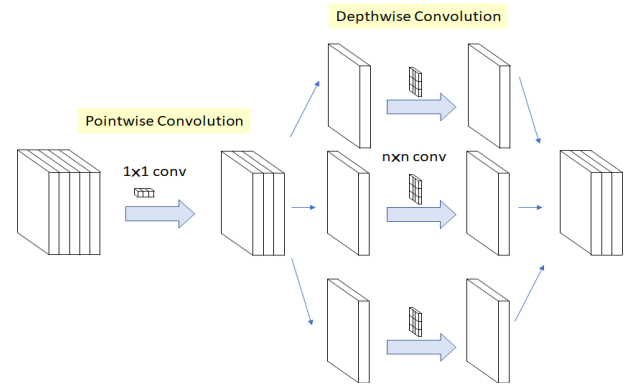 Depthwise Convolution
Pointwise Convolution
1x1 conv
nxn conv